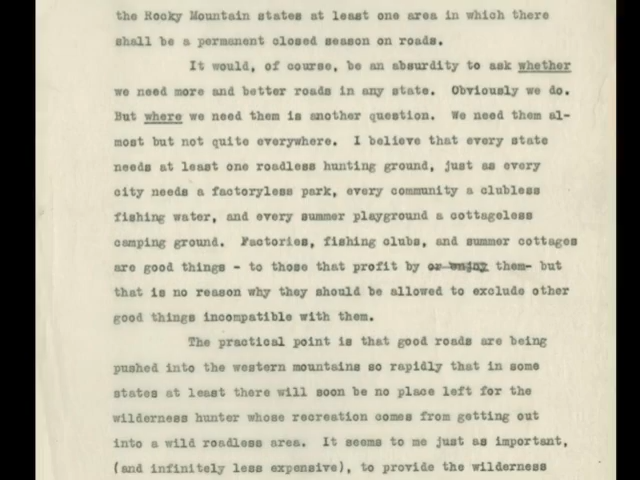 the Rocky Mountain states at least one area in which there
shall be a permanent closed season on roads.
It would, of course, be an absurdity to ask whether
we need more and better roads in any state. Obviously we do.
But where we need them is another question. We need them al-
most but not quite everywhere. I believe that every state
needs at least one roadless hunting ground, just as every
city needs a factoryless park, every community a clubless
fishing water, and every summer playground a cottageless
camping ground. Factories, fishing clubs, and summer cottages
are good things - to those that profit by or enjoy them- but
that is no reason why they should be allowed to exclude other
good things incompatible with them.
The practical point is that good roads are being
pushed into the western mountains so rapidly that in some
states at least there will soon be no place left for the
wilderness hunter whose recreation comes from getting out
into a wild roadless area. It seems to me just as important,
(and infinitely less expensive), to provide the wilderness